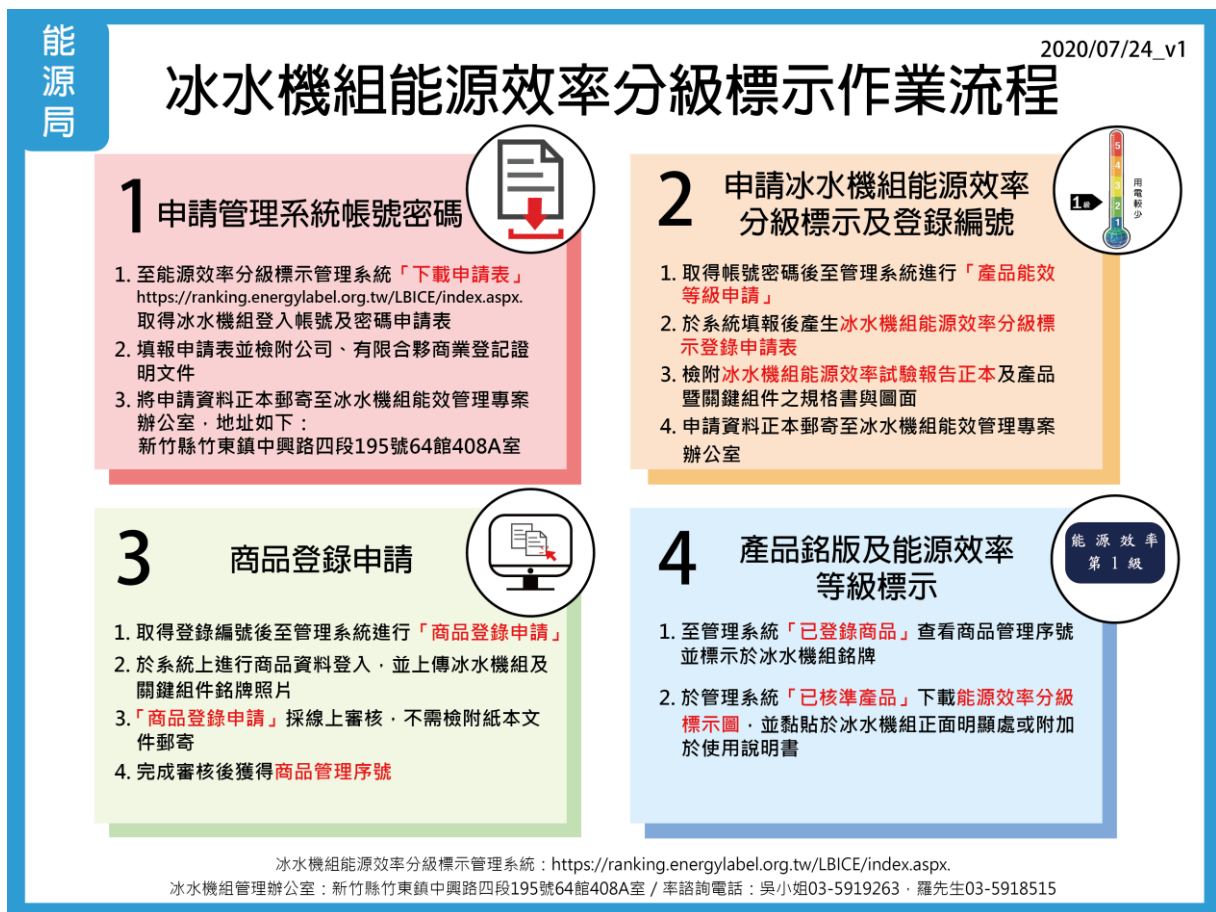 能源局
2020/07/24_v1
冰水機組能源效率分級標示作業流程
1 申請管理系統帳號密碼
1. 至能源效率分級標示管理系統「下載申請表」
https://ranking.energylabel.org.tw/LBICE/index.aspx.
取得冰水機組登入帳號及密碼申請表
2. 填報申請表並檢附公司、有限合夥商業登記證
明文件
3. 將申請資料正本郵寄至冰水機組能效管理專案
辦公室，地址如下：
新竹縣竹東鎮中興路四段195號64館408A室
2 申請冰水機組能源效率
分級標示及登錄編號
5
4
3
2
1
1級
用電較少
1. 取得帳號密碼後至管理系統進行「產品能效
等級申請」
2. 於系統填報後產生冰水機組能源效率分級標
示登錄申請表
3. 檢附冰水機組能源效率試驗報告正本及產品
暨關鍵組件之規格書與圖面
4. 申請資料正本郵寄至冰水機組能效管理專案
辦公室
3 商品登錄申請
1. 取得登錄編號後至管理系統進行「商品登錄申請」
2. 於系統上進行商品資料登入，並上傳冰水機組及
關鍵組件銘牌照片
3.「商品登錄申請」採線上審核，不需檢附紙本文
件郵寄
4. 完成審核後獲得商品管理序號
4 產品銘版及能源效率
等級標示
能源效率
第1級
1. 至管理系統「已登錄商品」查看商品管理序號
並標示於冰水機組銘牌
2. 於管理系統「已核準產品」下載能源效率分級
標示圖，並黏貼於冰水機組正面明顯處或附加
於使用說明書
冰水機組能源效率分級標示管理系統：https://ranking.energylabel.org.tw/LBICE/index.aspx.
冰水機組管理辦公室：新竹縣竹東鎮中興路四段195號64館408A室 / 率諮詢電話：吳小姐03-5919263，羅先生03-5918515